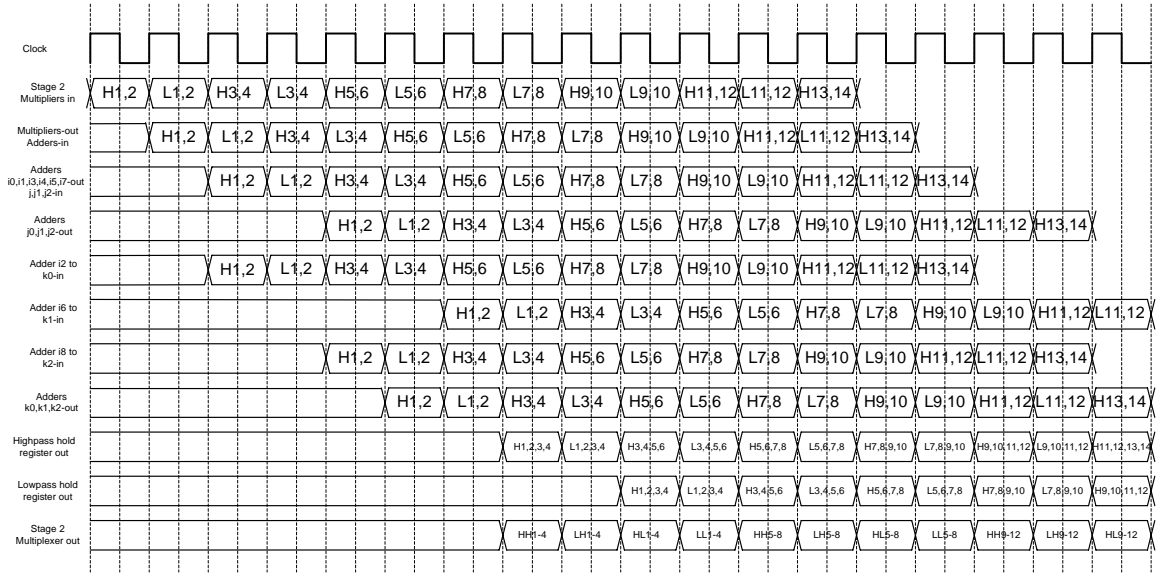 Clock
Stage 2
Multipliers in
H1,2 L1,2 H3,4 L3,4 H5,6 L5,6 H7,8 L7,8 H9,10 L9,10 H11,12 L11,12 H13,14
Multipliers-out
Adders-in
H1,2 L1,2 H3,4 L3,4 H5,6 L5,6 H7,8 L7,8 H9,10 L9,10 H11,12 L11,12 H13,14
Adders
i0,i1,i3,i4,i5,i7-out
j,j1,j2-in
H1,2 L1,2 H3,4 L3,4 H5,6 L5,6 H7,8 L7,8 H9,10 L9,10 H11,12 L11,12 H13,14
Adders
j0,j1,j2-out
H1,2 L1,2 H3,4 L3,4 H5,6 L5,6 H7,8 L7,8 H9,10 L9,10 H11,12 L11,12 H13,14
Adder i2 to
k0-in
H1,2 L1,2 H3,4 L3,4 H5,6 L5,6 H7,8 L7,8 H9,10 L9,10 H11,12 L11,12 H13,14
Adder i6 to
k1-in
H1,2 L1,2 H3,4 L3,4 H5,6 L5,6 H7,8 L7,8 H9,10 L9,10 H11,12 L11,12
Adder i8 to
k2-in
H1,2 L1,2 H3,4 L3,4 H5,6 L5,6 H7,8 L7,8 H9,10 L9,10 H11,12 L11,12 H13,14
Adders
k0,k1,k2-out
H1,2 L1,2 H3,4 L3,4 H5,6 L5,6 H7,8 L7,8 H9,10 L9,10 H11,12 L11,12 H13,14
Highpass hold
register out
H1,2,3,4 L1,2,3,4 H3,4,5,6 L3,4,5,6 H5,6,7,8 L5,6,7,8 H7,8,9,10 L7,8,9,10 H9,10,11,12 L9,10,11,12 H11,12,13,14
Lowpass hold
register out
H1,2,3,4 L1,2,3,4 H3,4,5,6 L3,4,5,6 H5,6,7,8 L5,6,7,8 H7,8,9,10 L7,8,9,10 H9,10,11,12
Stage 2
Multiplexer out
HH1-4 LH1-4 HL1-4 LL1-4 HH5-8 LH5-8 HL5-8 LL5-8 HH9-12 LH9-12 HL9-12